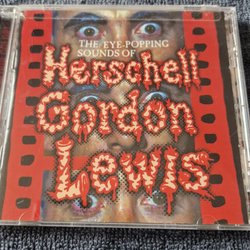 THE EYE-POPPING
SOUNDS OF
Herschell
Gordon
Lewis